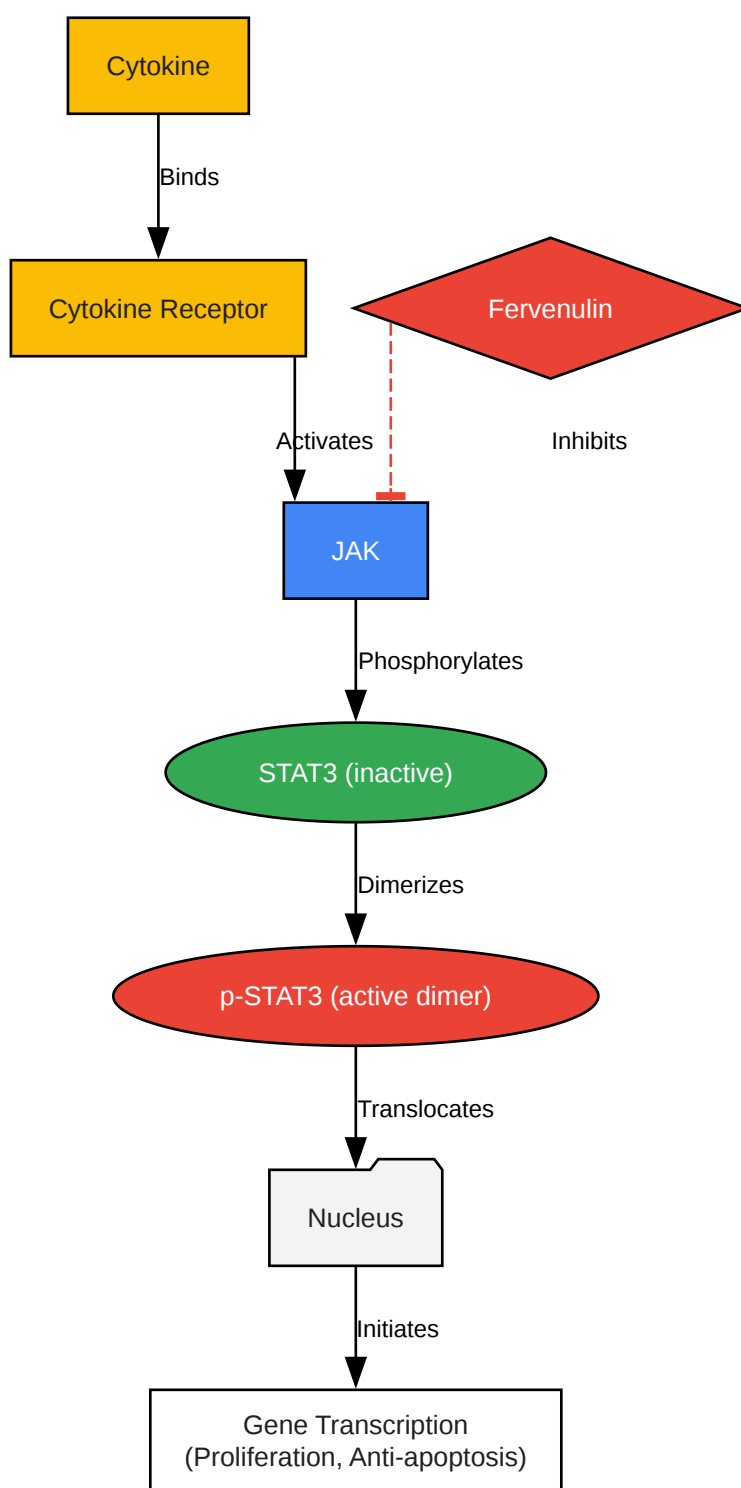 Cytokine
Binds
Cytokine Receptor
Fervenulin
Activates
Inhibits
JAK
Phosphorylates
STAT3 (inactive)
Dimerizes
p-STAT3 (active dimer)
Translocates
Nucleus
Initiates
Gene Transcription
(Proliferation, Anti-apoptosis)